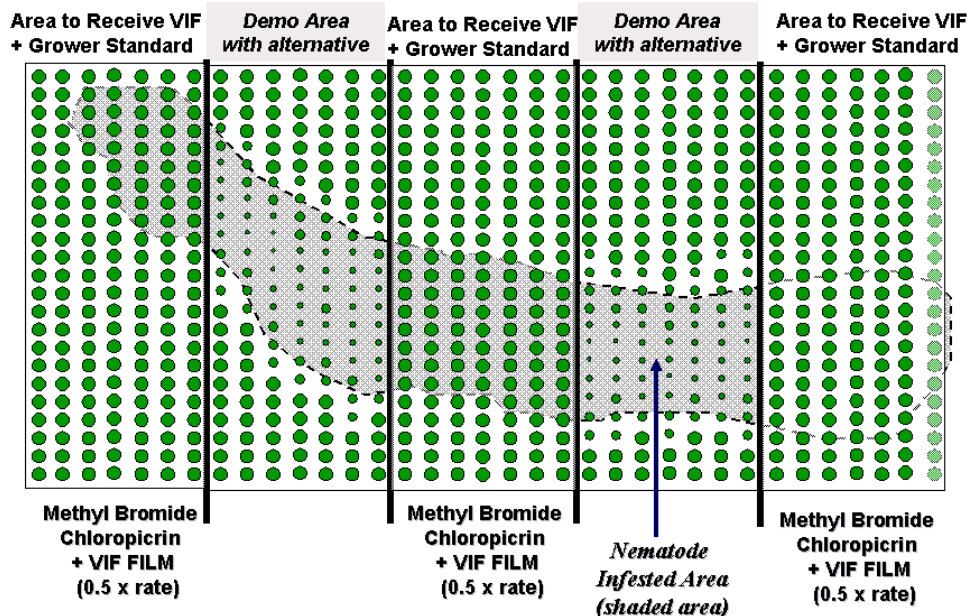 Area to Receive VIF
+ Grower Standard
Demo Area
with alternative
Area to Receive VIF
+ Grower Standard
Demo Area
with alternative
Area to Receive VIF
+ Grower Standard
Methyl Bromide
Chloropicrin
+ VIF FILM
(0.5 x rate)
Methyl Bromide
Chloropicrin
+ VIF FILM
(0.5 x rate)
Nematode
Infested Area
(shaded area)
Methyl Bromide
Chloropicrin
+ VIF FILM
(0.5 x rate)